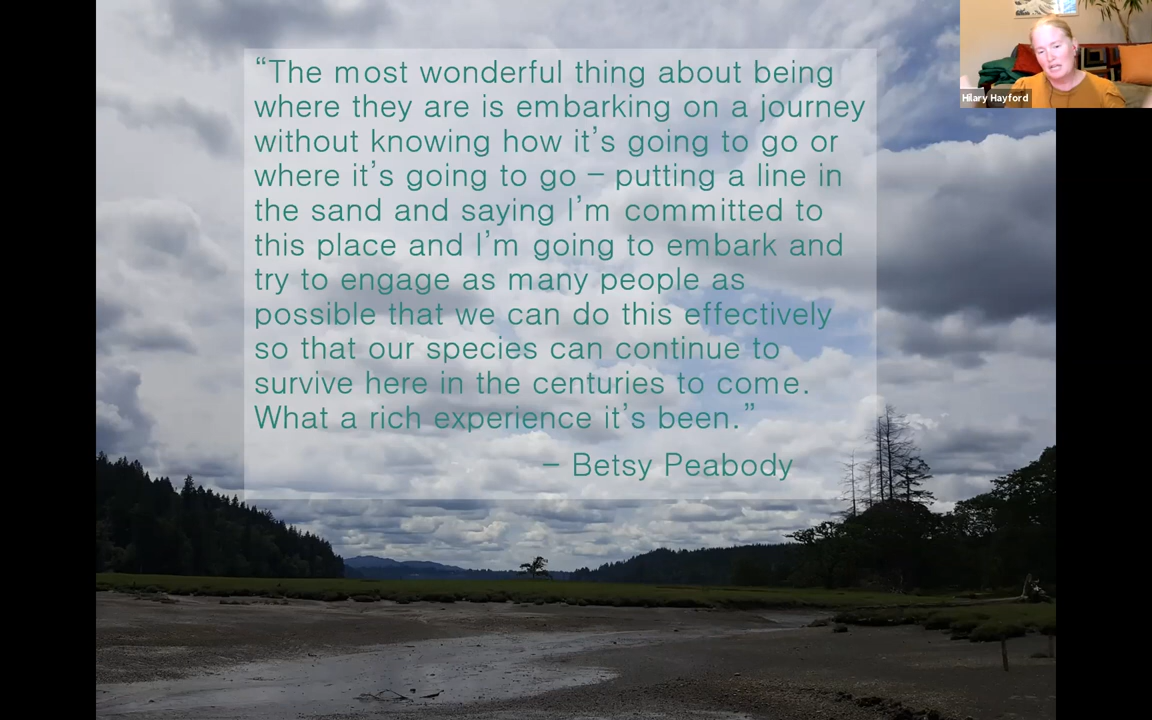 “The most wonderful thing about being
where they are is embarking on a journey
without knowing how it’s going to go or
where it’s going to go – putting a line in
the sand and saying I’m committed to
this place and I’m going to embark and
try to engage as many people as
possible that we can do this effectively
so that our species can continue to
survive here in the centuries to come.
What a rich experience it’s been.”
– Betsy Peabody
Hilary Hayford